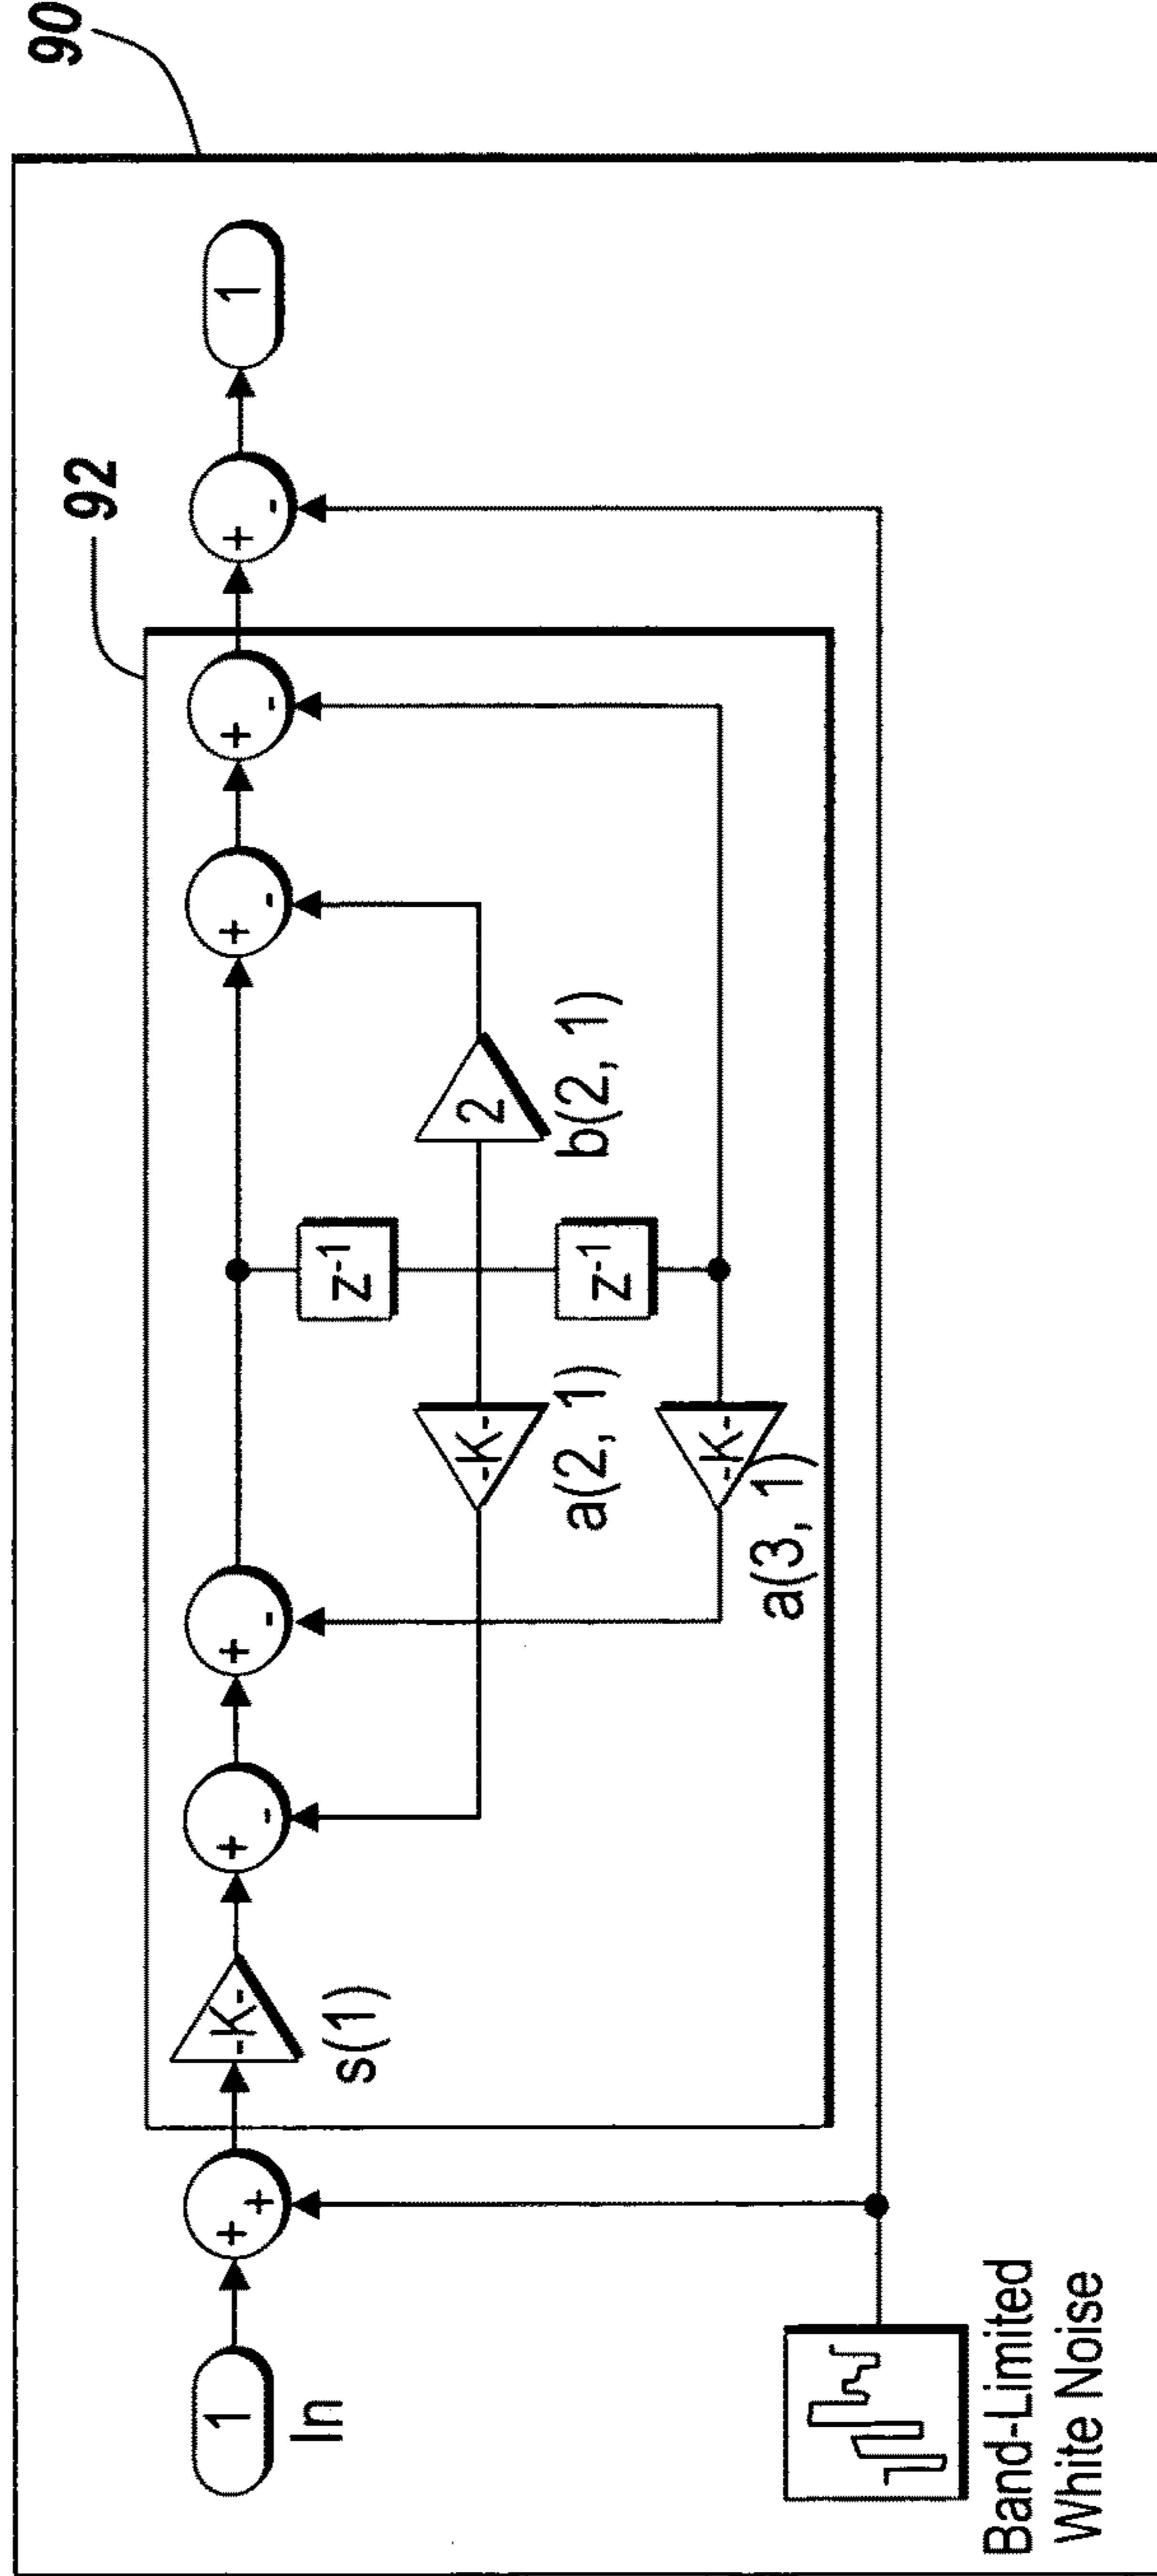 90
92
1
In
+
+
-K-
s(1)
+
-
+
-
z-1
z-1
-K-
a(2, 1)
2
b(2, 1)
-K-
a(3, 1)
+
-
+
-
+
-
1
Band-Limited
White Noise